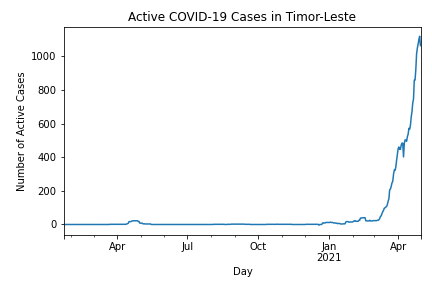 Active COVID-19 Cases in Timor-Leste
Number of Active Cases
1000
800
600
400
200
0
Apr
Jul
Oct
Jan
2021
Apr
Day